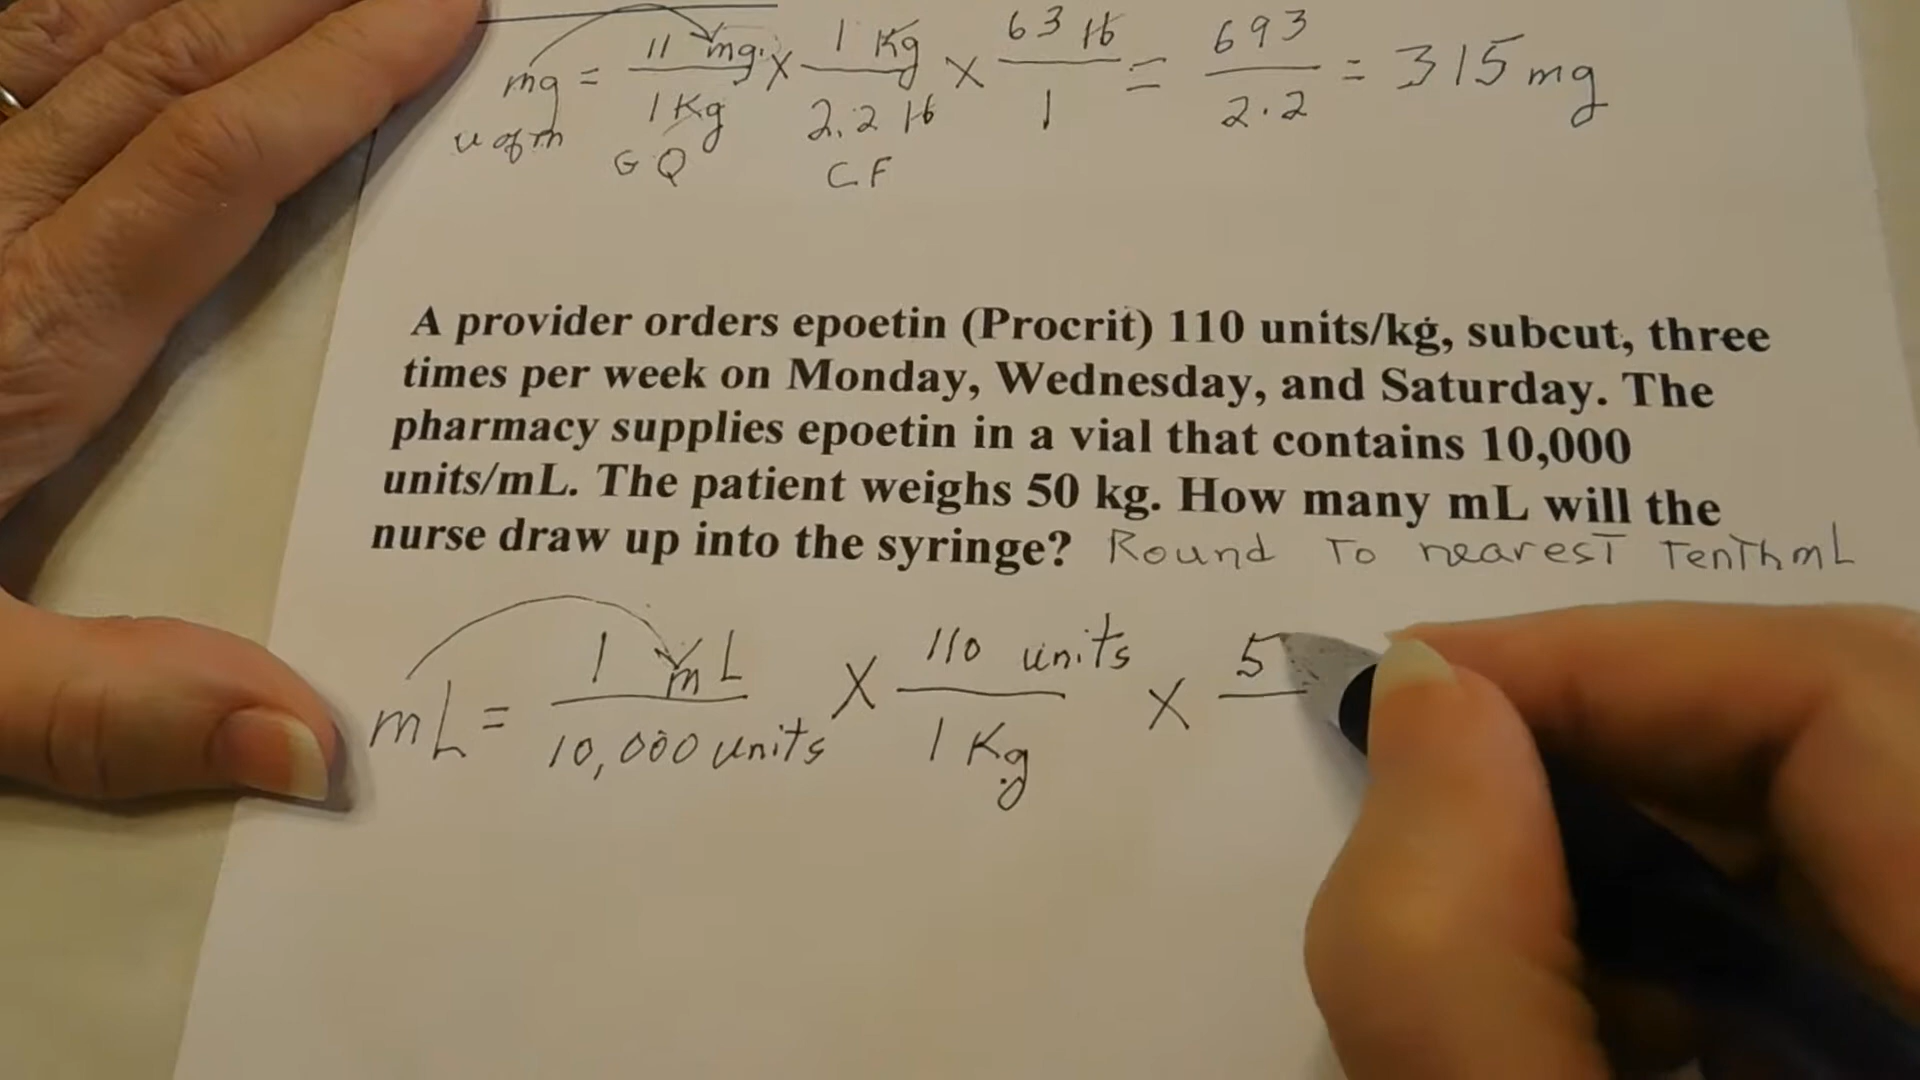 mg = 11 mg. / 1 Kg X 1 Kg / 2.2 lb X 63 lb / 1 = 693 / 2.2 = 315 mg
u of m GQ CF
A provider orders epoetin (Procrit) 110 units/kg, subcut, three
times per week on Monday, Wednesday, and Saturday. The
pharmacy supplies epoetin in a vial that contains 10,000
units/mL. The patient weighs 50 kg. How many mL will the
nurse draw up into the syringe? Round To nearest TenTh mL
mL = 1 mL / 10,000 units X 110 units / 1 Kg X 5